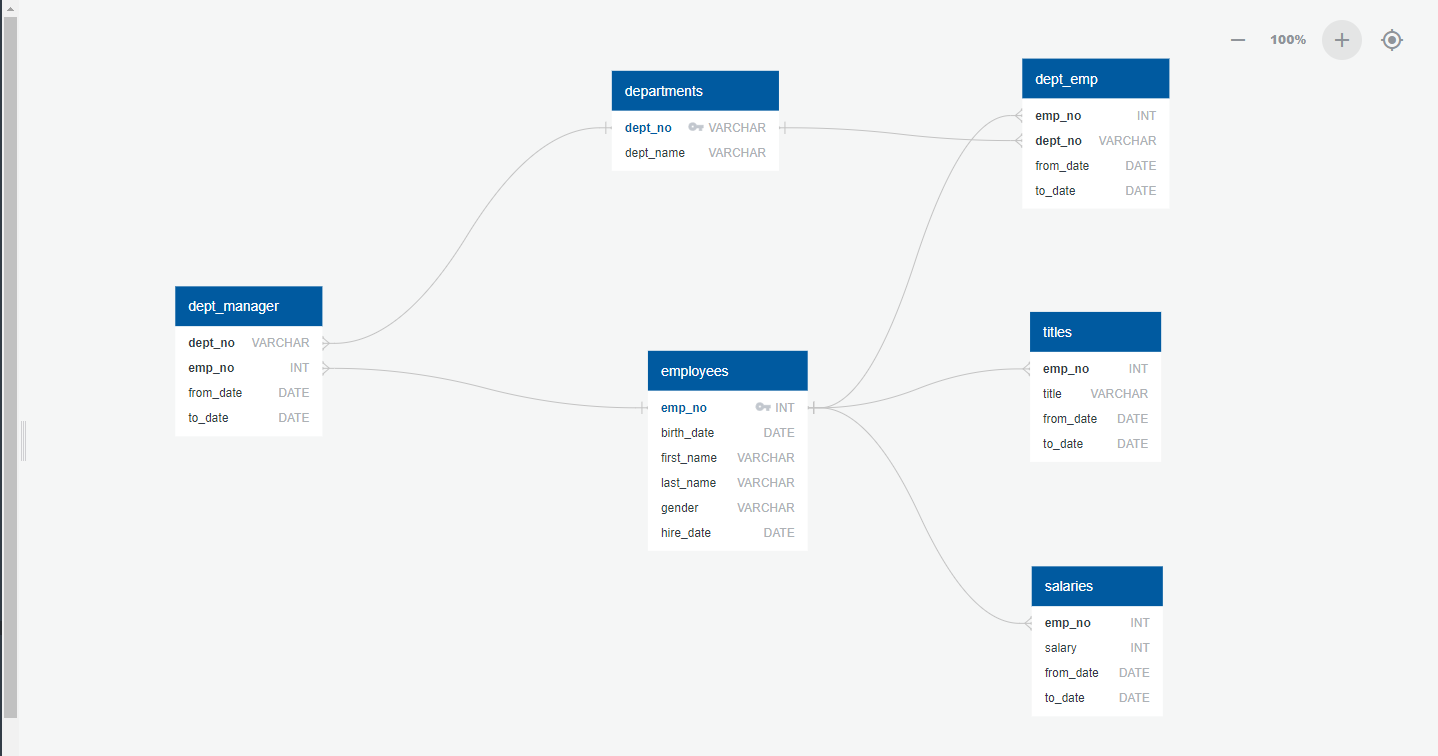 100%
departments
dept_no VARCHAR
dept_name VARCHAR
dept_emp
emp_no INT
dept_no VARCHAR
from_date DATE
to_date DATE
dept_manager
dept_no VARCHAR
emp_no INT
from_date DATE
to_date DATE
employees
emp_no INT
birth_date DATE
first_name VARCHAR
last_name VARCHAR
gender VARCHAR
hire_date DATE
titles
emp_no INT
title VARCHAR
from_date DATE
to_date DATE
salaries
emp_no INT
salary INT
from_date DATE
to_date DATE